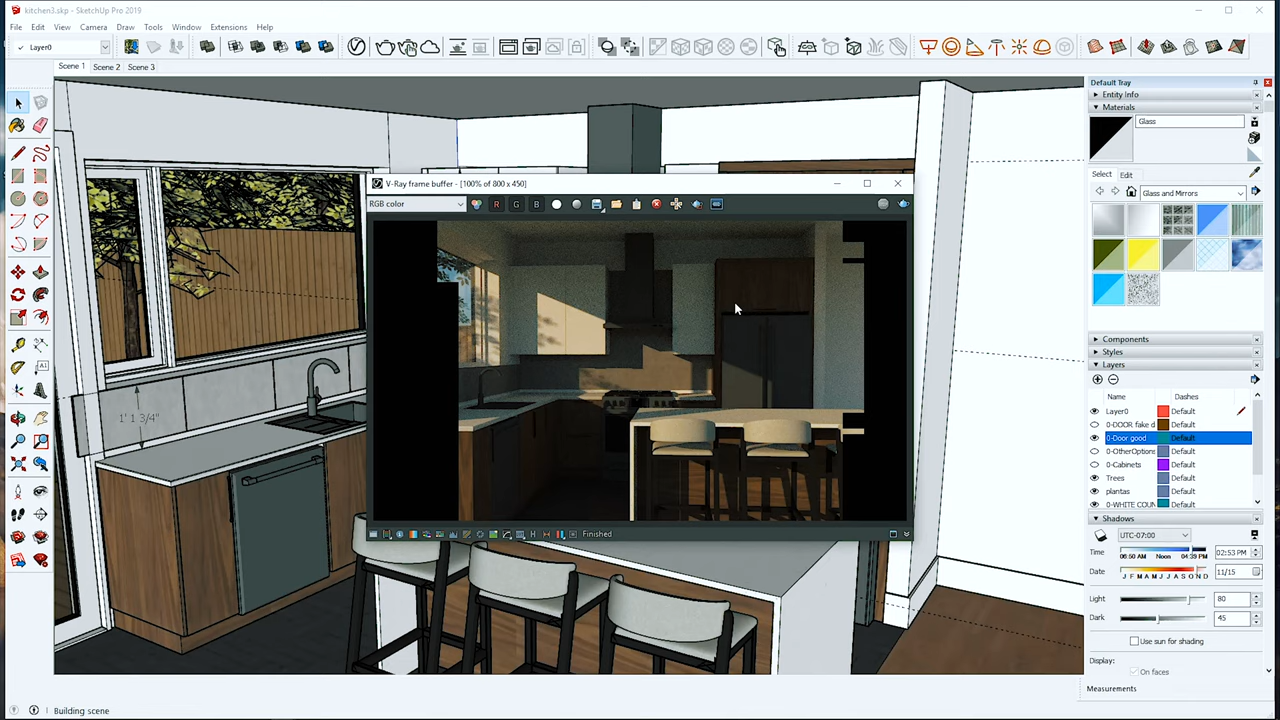 kitchen3.skp - SketchUp Pro 2019
File Edit View Camera Draw Tools Window Extensions Help
Layer0
Scene 1 Scene 2 Scene 3
Default Tray
Entity Info
Materials
Glass
Select Edit
Glass and Mirrors
V-Ray frame buffer - [100% of 800 x 450]
RGB color
R G B
Finished
1' 1 3/4"
Components
Styles
Layers
Name Dashes
Layer0 Default
0-DOOR fake d Default
0-Door good Default
0-OtherOptions Default
0-Cabinets Default
Trees Default
plantas Default
0-WHITE COUN Default
Shadows
UTC-07:00
Time 06:50 AM Noon 04:39 PM 02:53 PM
Date J F M A M J J A S O N D 11/15
Light 80
Dark 45
Use sun for shading
Display:
On faces
Measurements
Building scene